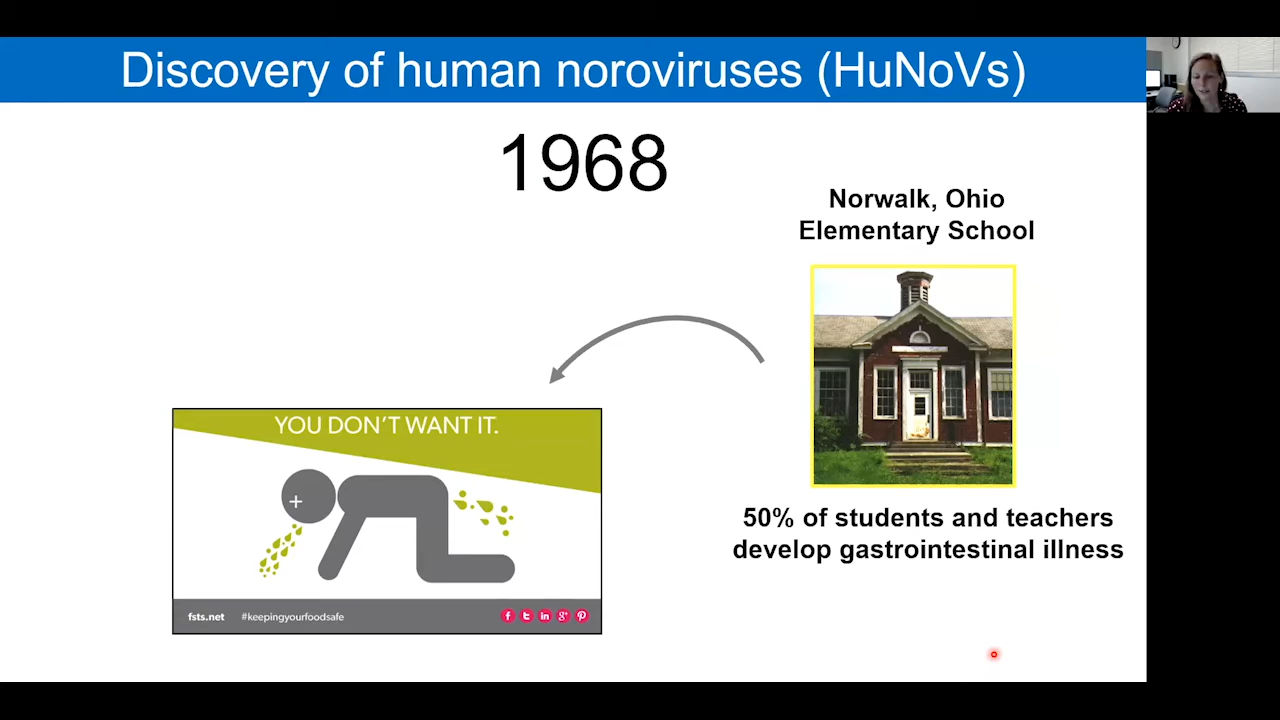 Discovery of human noroviruses (HuNoVs)
1968
Norwalk, Ohio
Elementary School
YOU DON'T WANT IT.
fsts.net #keepingyourfoodsafe
50% of students and teachers
develop gastrointestinal illness